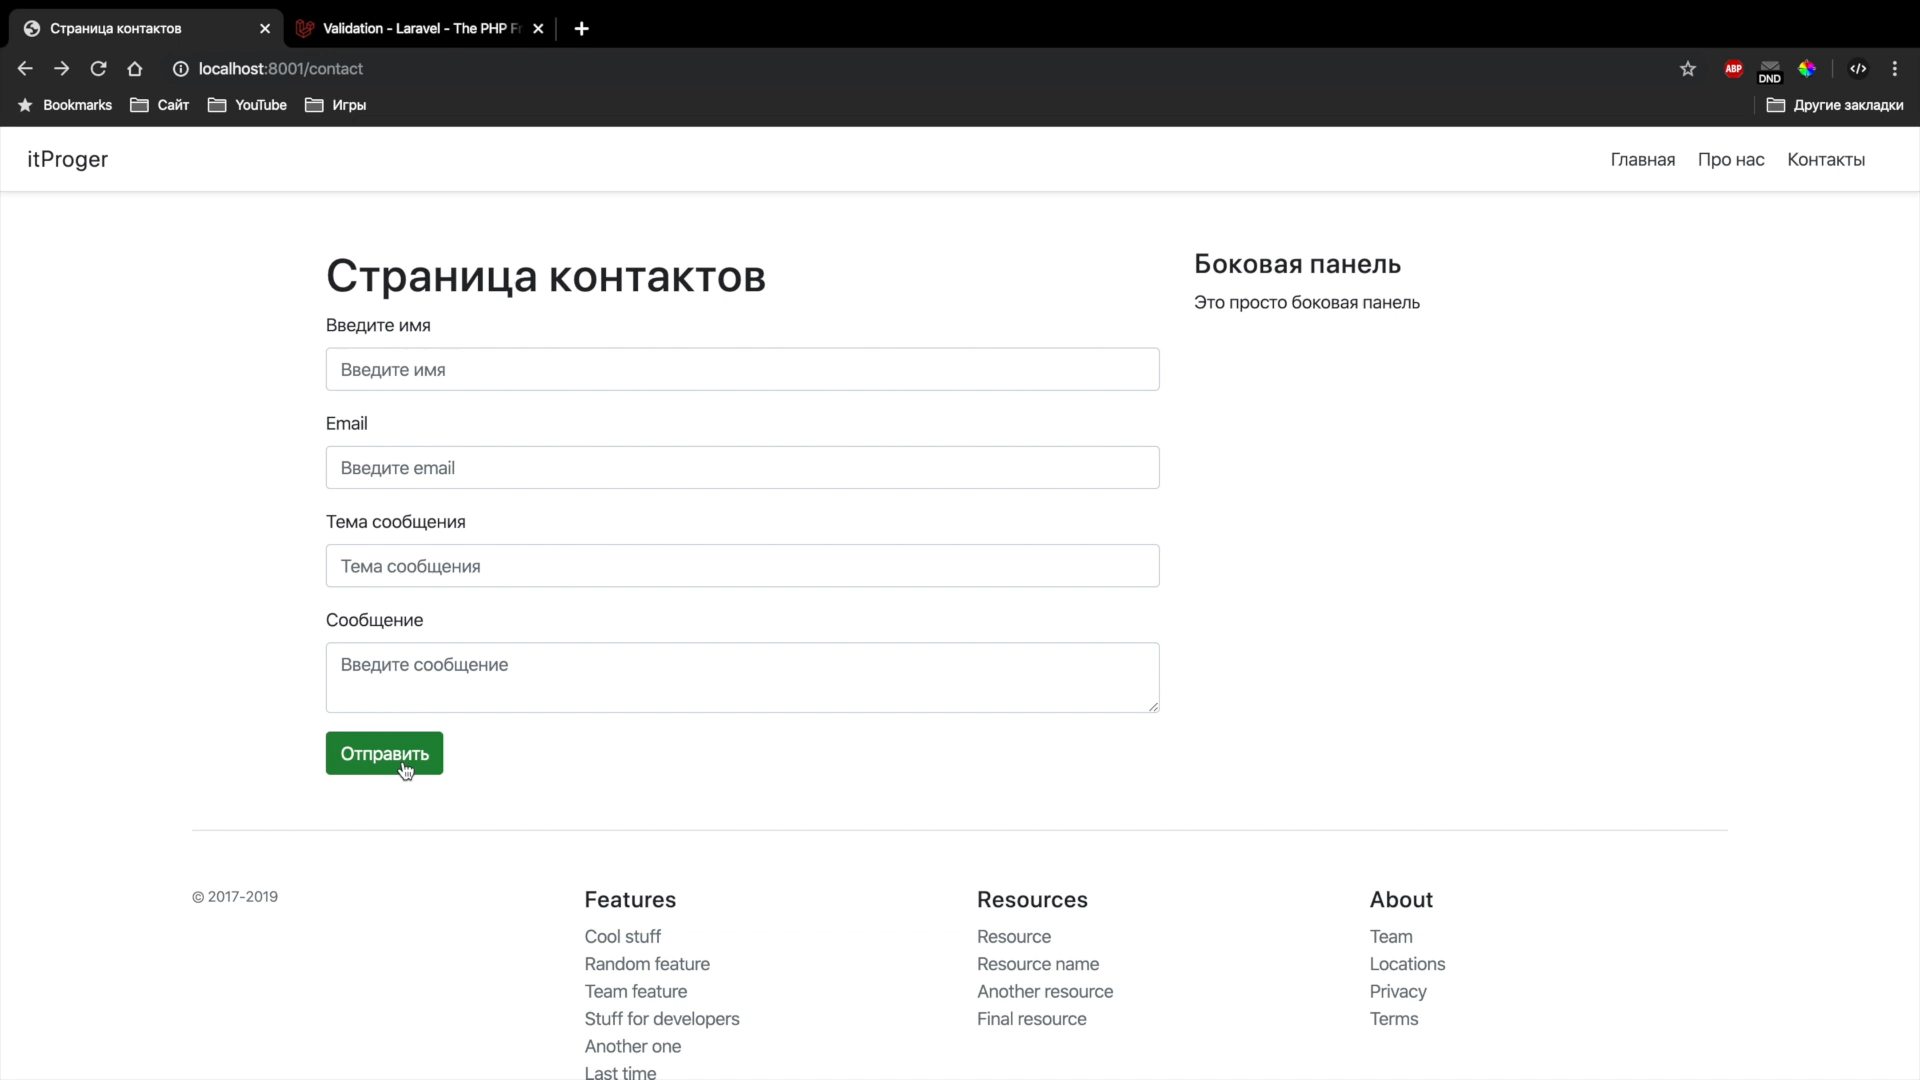 Страница контактов
Validation - Laravel - The PHP Fr
localhost:8001/contact
ABP
DND
Bookmarks Сайт YouTube Игры Другие закладки
itProger
Главная Про нас Контакты
Страница контактов
Введите имя
Введите имя
Email
Введите email
Тема сообщения
Тема сообщения
Сообщение
Введите сообщение
Отправить
Боковая панель
Это просто боковая панель
© 2017-2019
Features
Cool stuff
Random feature
Team feature
Stuff for developers
Another one
Last time
Resources
Resource
Resource name
Another resource
Final resource
About
Team
Locations
Privacy
Terms